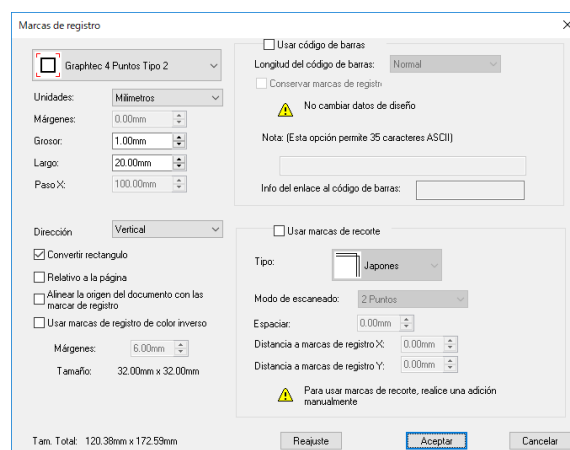 Marcas de registro
Graphtec 4 Puntos Tipo 2
Unidades: Milimetros
Márgenes: 0.00mm
Grosor: 1.00mm
Largo: 20.00mm
Paso X: 100.00mm
Dirección Vertical
Convertir rectangulo
Relativo a la página
Alinear la origen del documento con las
marcar de registro
Usar marcas de registro de color inverso
Márgenes: 6.00mm
Tamaño: 32.00mm x 32.00mm
Usar código de barras
Longitud del código de barras: Normal
Conservar marcas de registr
No cambiar datos de diseño
Nota: (Esta opción permite 35 caracteres ASCII)
Info del enlace al código de barras:
Usar marcas de recorte
Tipo: Japones
Modo de escaneado: 2 Puntos
Espaciar: 0.00mm
Distancia a marcas de registro X: 0.00mm
Distancia a marcas de registro Y: 0.00mm
Para usar marcas de recorte, realice una adición
manualmente
Tam. Total: 120.38mm x 172.59mm
Reajuste Aceptar Cancelar